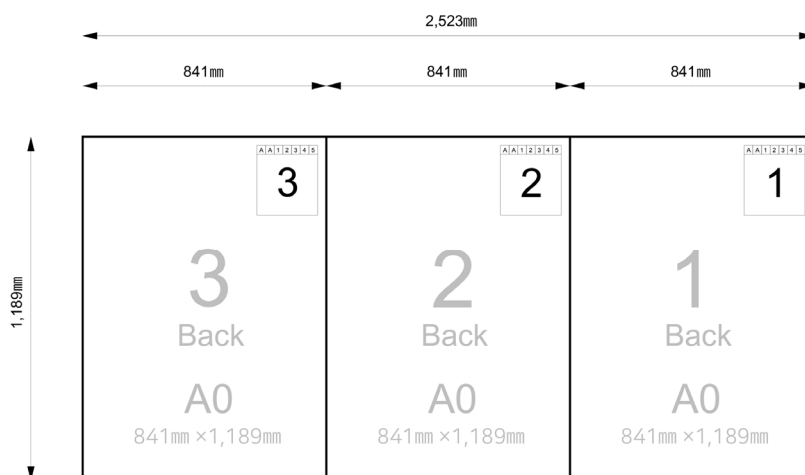 2,523㎜
841㎜ 841㎜ 841㎜
1,189㎜
A A 1 2 3 4 5 A A 1 2 3 4 5 A A 1 2 3 4 5
3 2 1
3 2 1
Back Back Back
A0 A0 A0
841㎜ ×1,189㎜ 841㎜ ×1,189㎜ 841㎜ ×1,189㎜